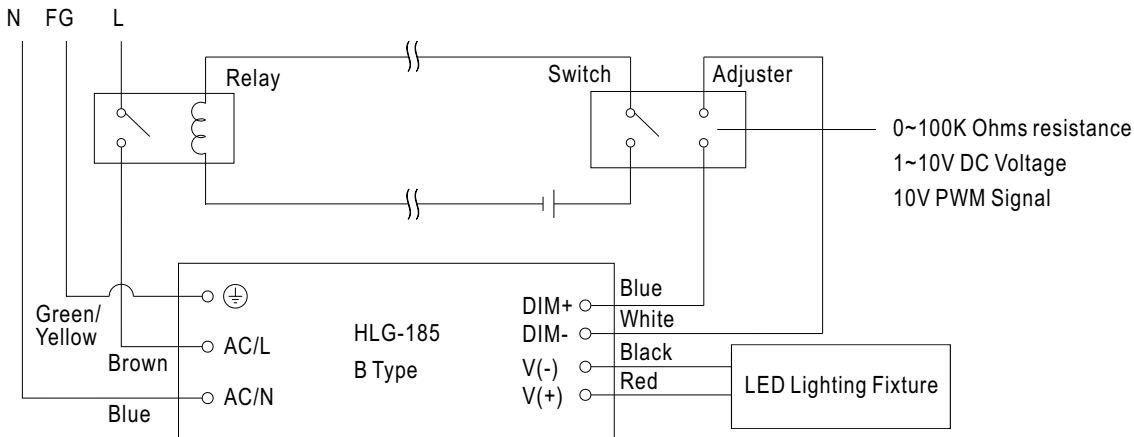 N FG L
Relay
Switch
Adjuster
0~100K Ohms resistance
1~10V DC Voltage
10V PWM Signal
Green/
Yellow
Brown
Blue
AC/L
AC/N
HLG-185
B Type
DIM+
DIM-
V(-)
V(+)
Blue
White
Black
Red
LED Lighting Fixture